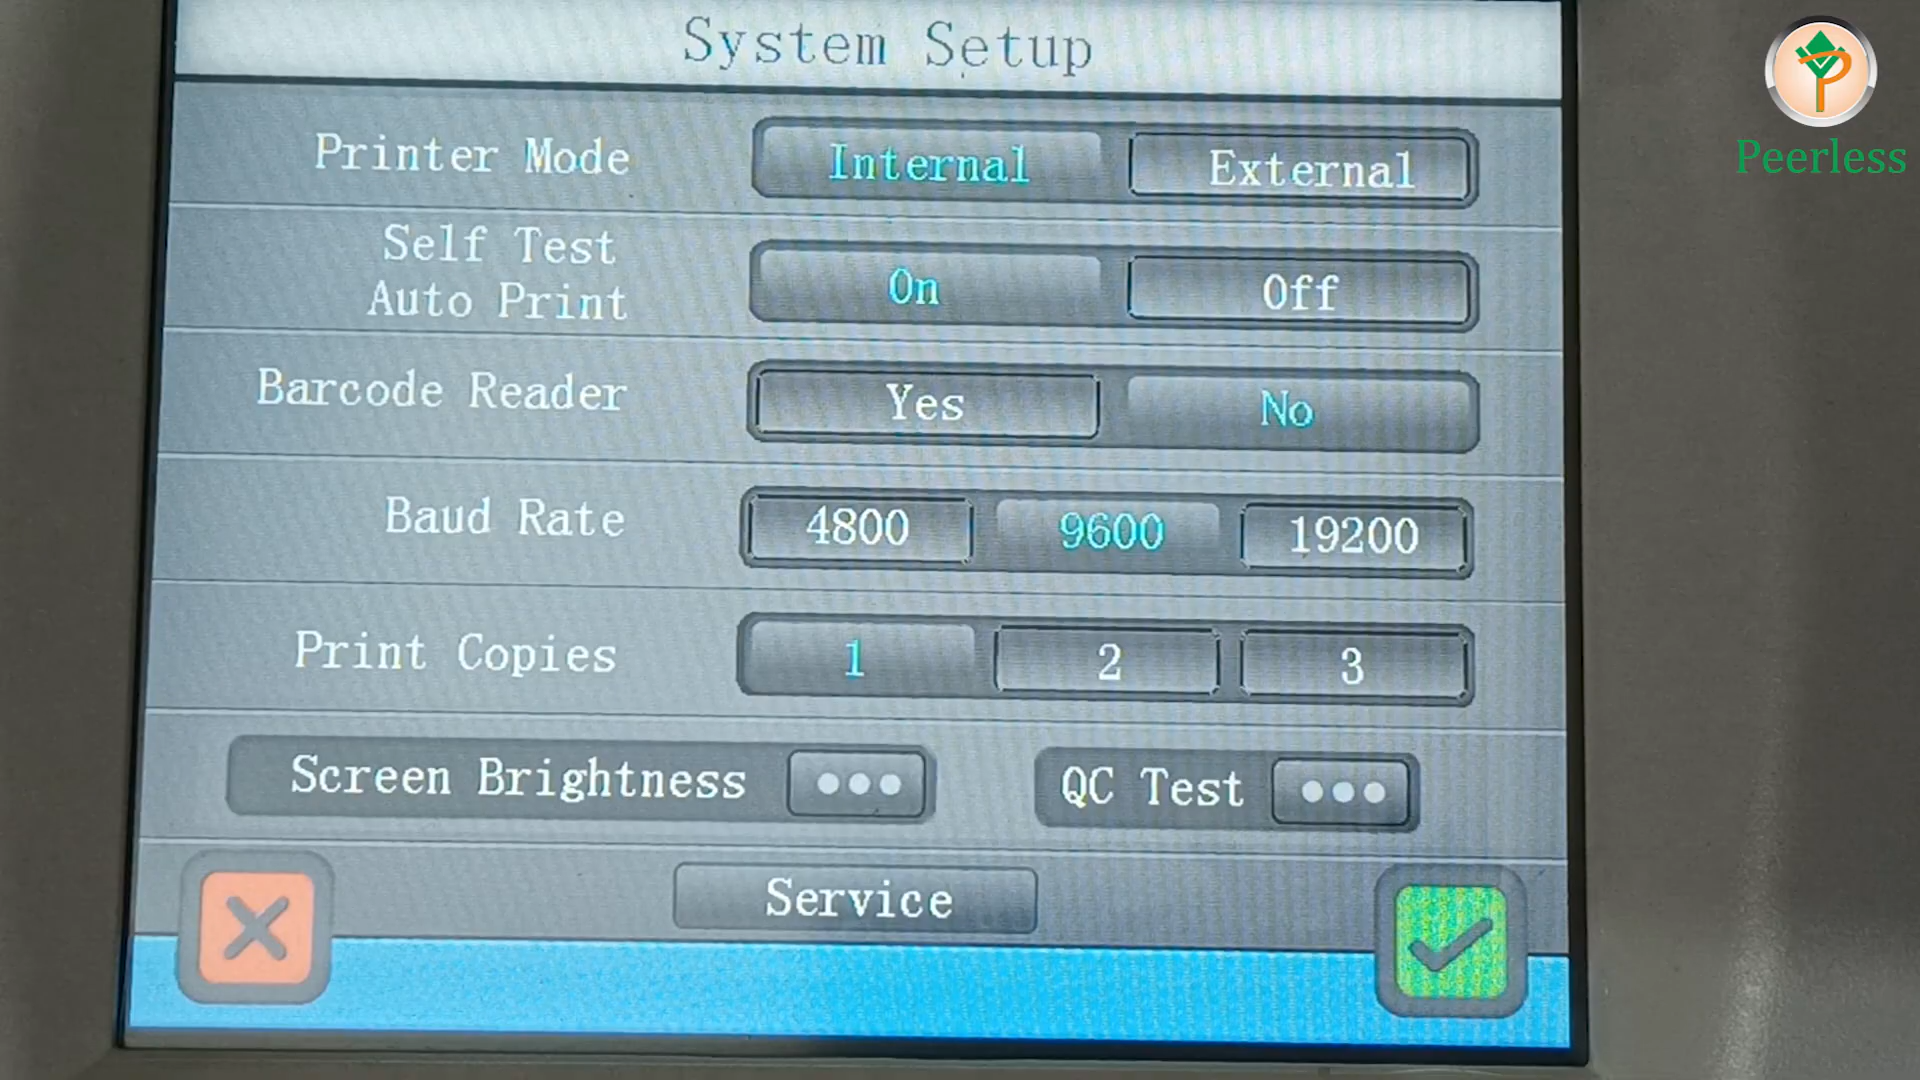 System Setup
Printer Mode Internal External
Self Test
Auto Print On Off
Barcode Reader Yes No
Baud Rate 4800 9600 19200
Print Copies 1 2 3
Screen Brightness QC Test
Service
Peerless